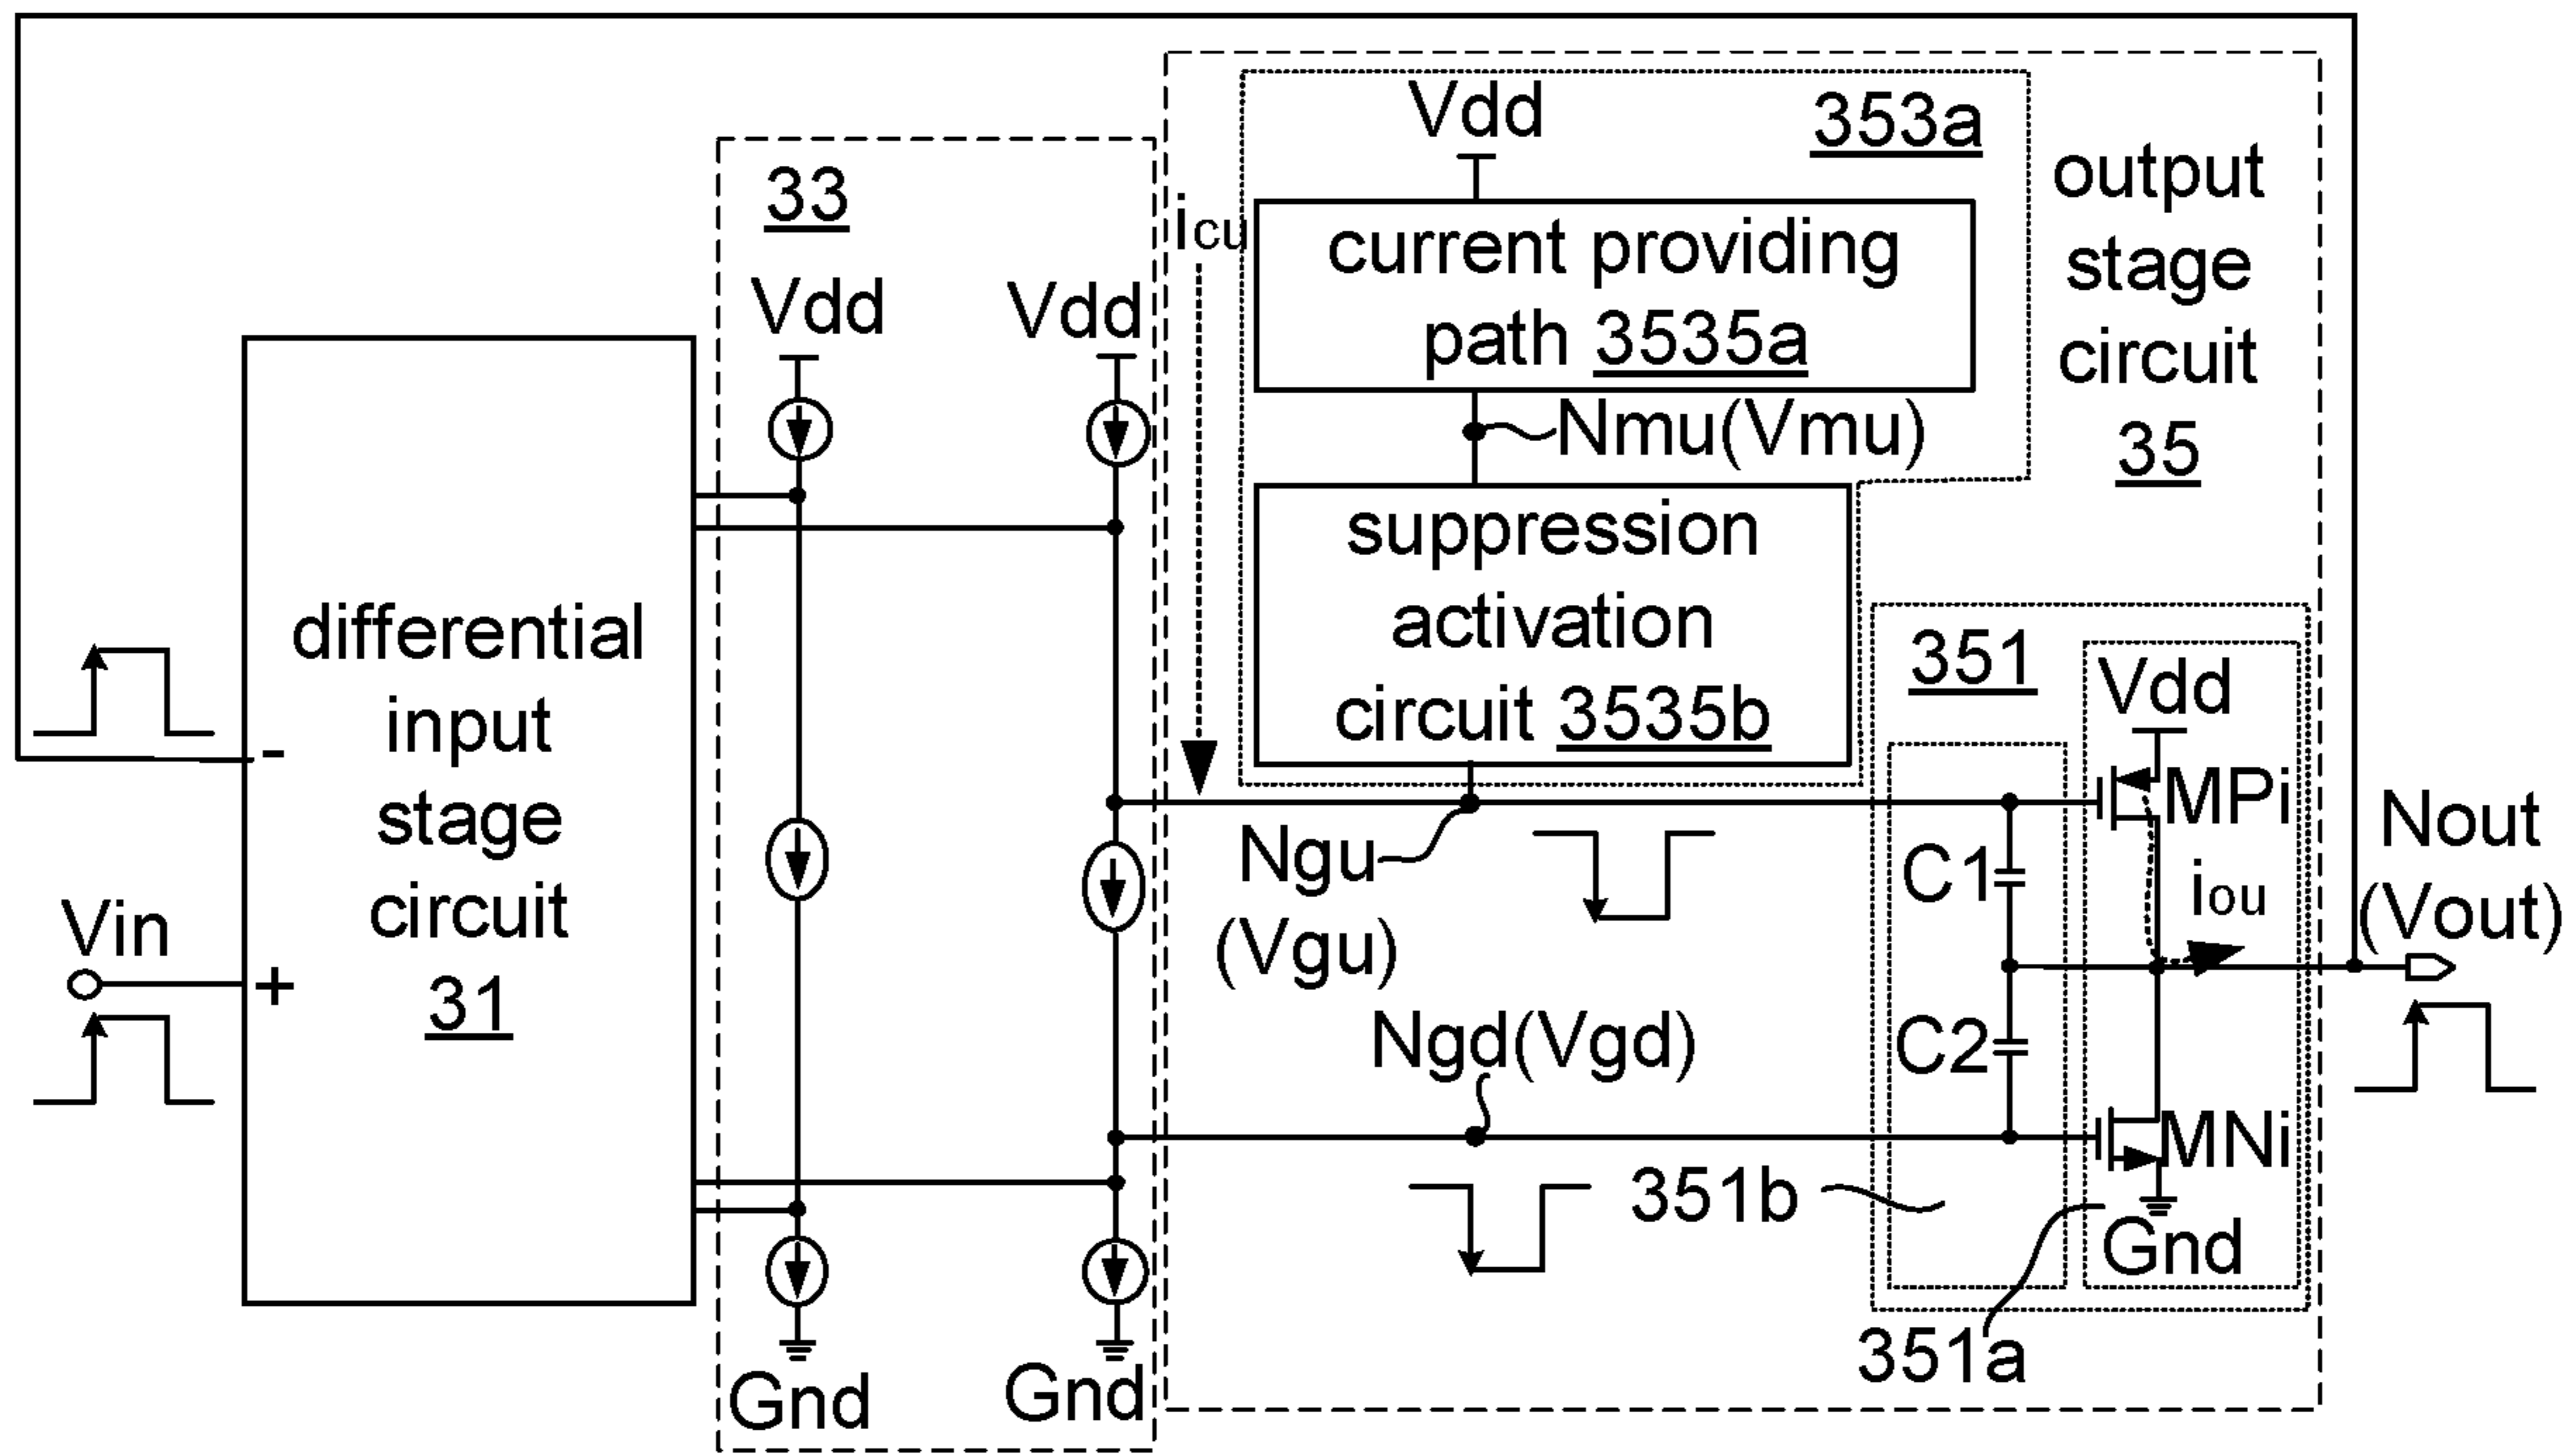 differential
input
stage
circuit
31
-
+
Vin
33
Vdd
Vdd
Gnd
Gnd
icu
353a
Vdd
current providing
path 3535a
Nmu(Vmu)
suppression
activation
circuit 3535b
output
stage
circuit
35
Ngu
(Vgu)
Ngd(Vgd)
351
Vdd
MPi
C1
iou
C2
MNi
Gnd
351b
351a
Nout
(Vout)